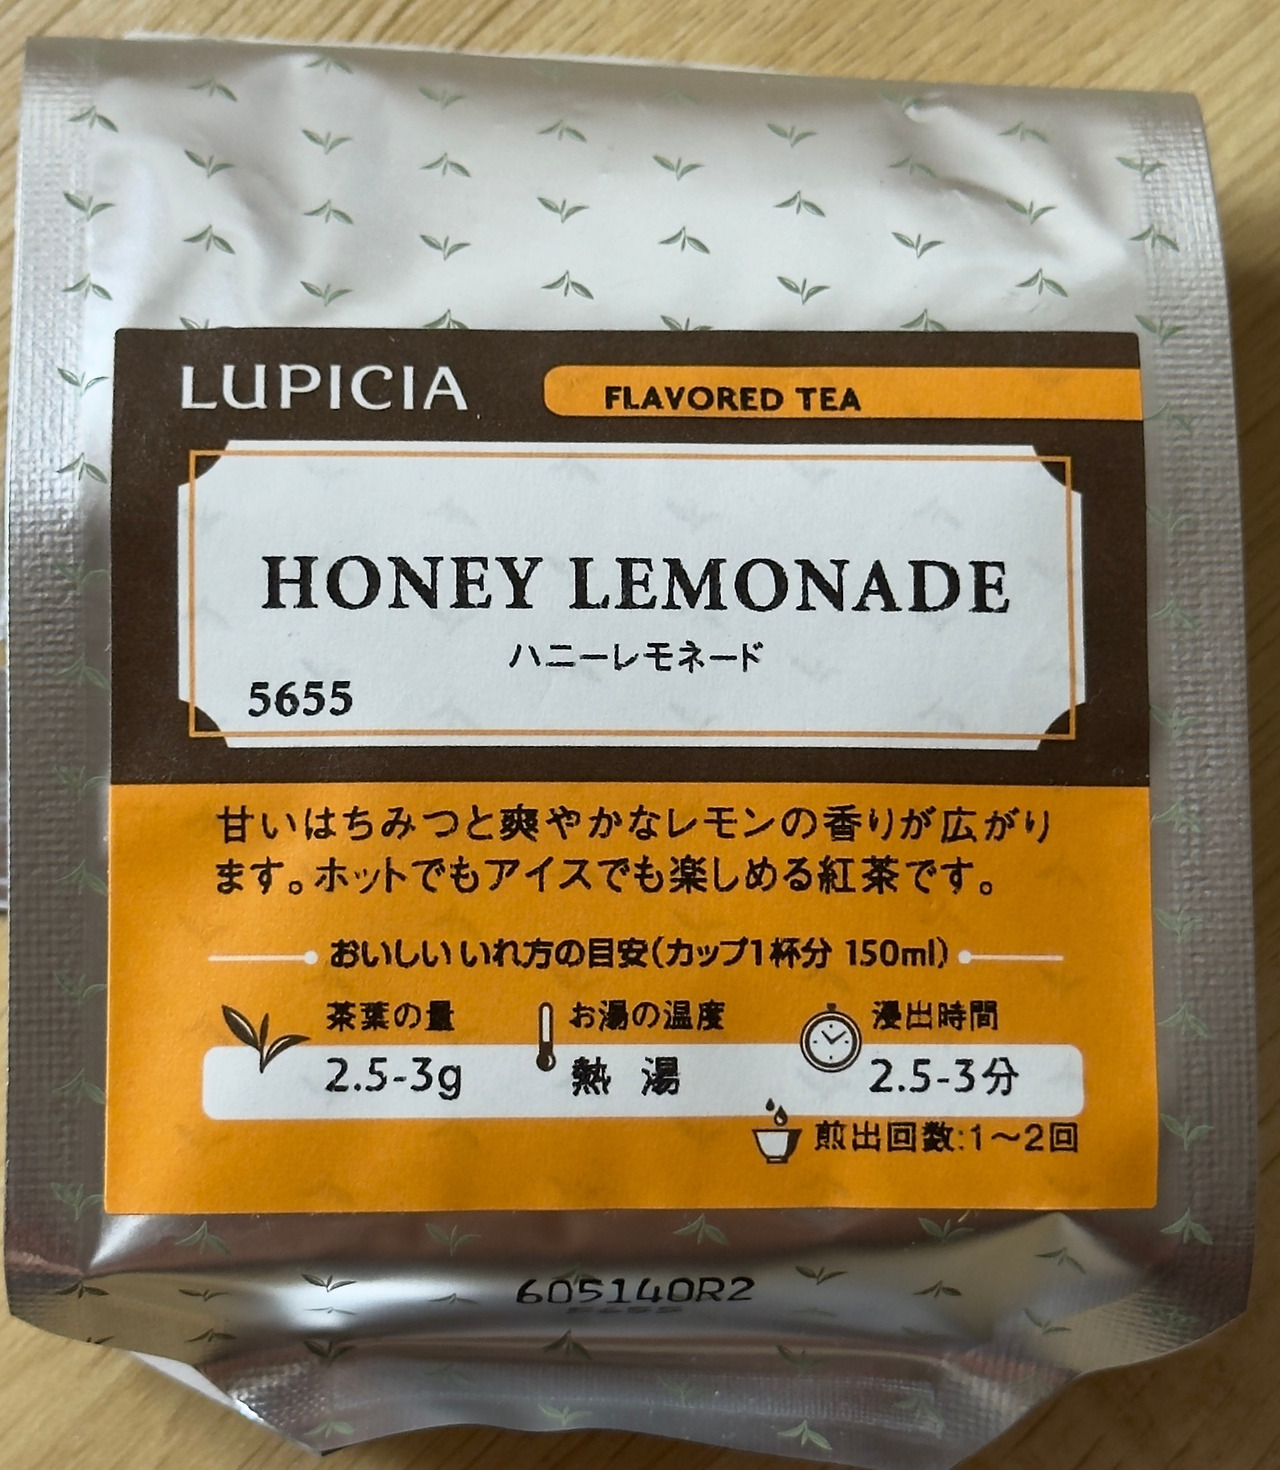 LUPICIA
FLAVORED TEA
HONEY LEMONADE
ハニーレモネード
5655
甘いはちみつと爽やかなレモンの香りが広がり
ます。ホットでもアイスでも楽しめる紅茶です。
おいしいいれ方の目安(カップ1杯分 150ml)
茶葉の量 お湯の温度 浸出時間
2.5-3g 熱 湯 2.5-3分
煎出回数:1〜2回
605140R2